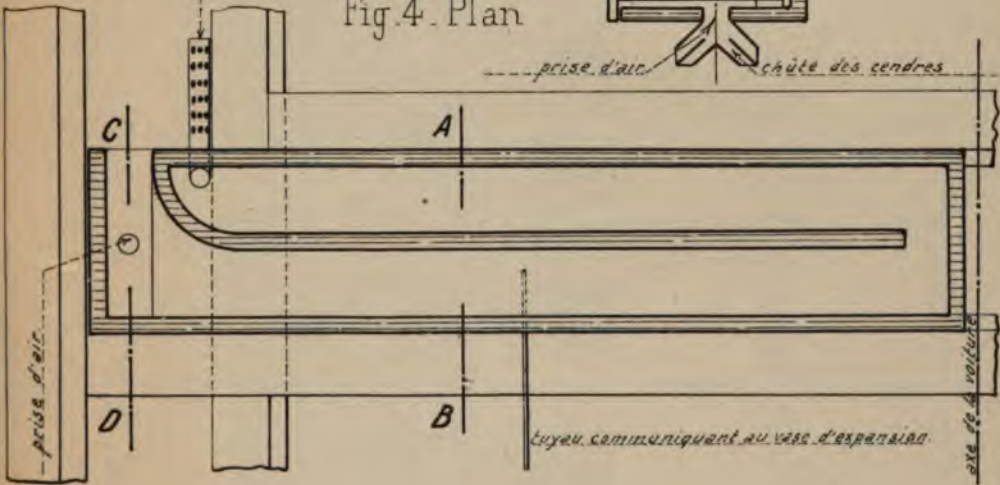 Fig. 4. Plan
prise d'air
chûte des cendres
C
A
prise d'air
D
B
tuyau communiquant au vase d'expansion.
axe de la voiture